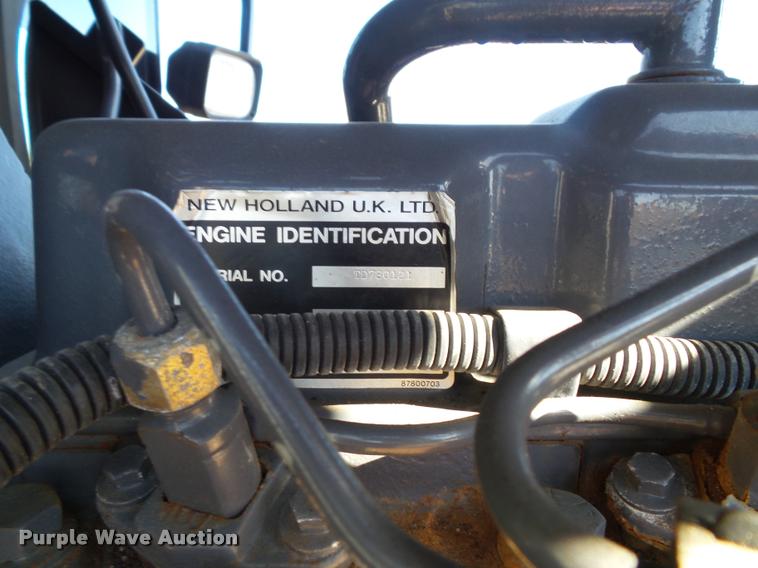 NEW HOLLAND U.K. LTD
ENGINE IDENTIFICATION
RIAL NO.
87800703
Purple Wave Auction